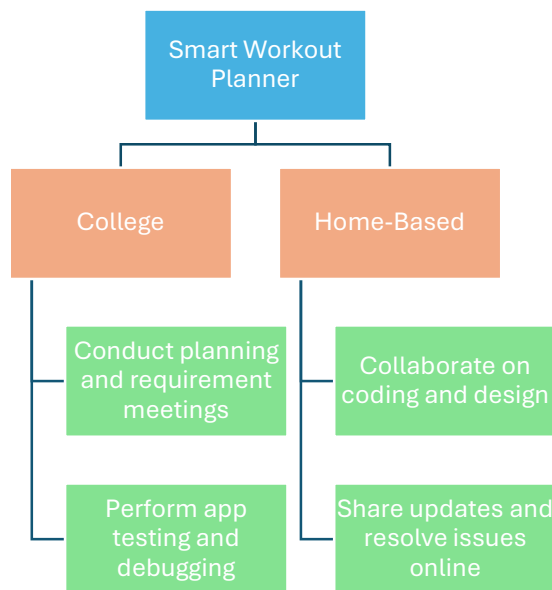 Smart Workout
Planner
College
Home-Based
Conduct planning
and requirement
meetings
Collaborate on
coding and design
Perform app
testing and
debugging
Share updates and
resolve issues
online